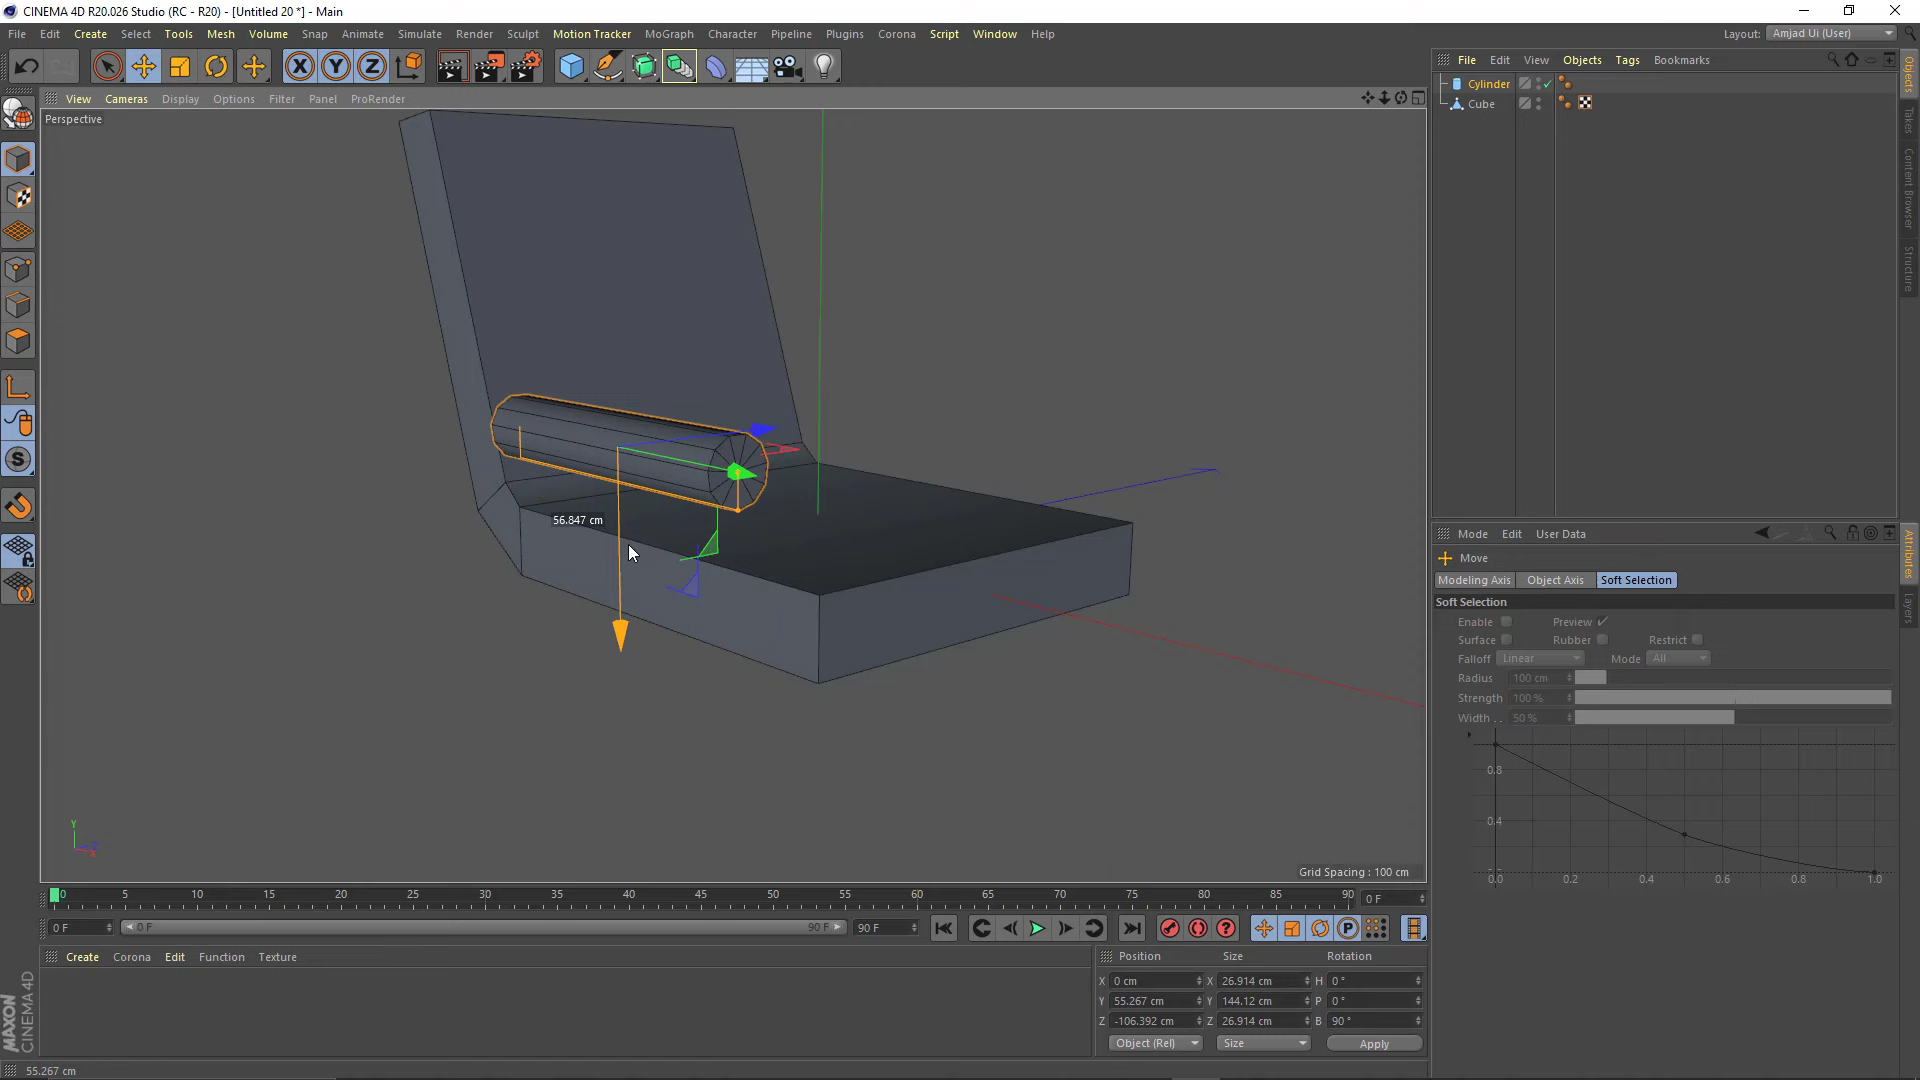 CINEMA 4D R20.026 Studio (RC - R20) - [Untitled 20 *] - Main
File Edit Create Select Tools Mesh Volume Snap Animate Simulate Render Sculpt Motion Tracker MoGraph Character Pipeline Plugins Corona Script Window Help
Layout: Amjad Ui (User)
X Y Z
View Cameras Display Options Filter Panel ProRender
Perspective
56.847 cm
Y
Z
X
Grid Spacing : 100 cm
File Edit View Objects Tags Bookmarks
Cylinder
Cube
Objects
Takes
Content Browser
Structure
Mode Edit User Data
Move
Modeling Axis Object Axis Soft Selection
Soft Selection
Enable Preview
Surface Rubber Restrict
Falloff Linear Mode All
Radius 100 cm
Strength 100 %
Width . . 50 %
0.8
0.4
0.0 0.2 0.4 0.6 0.8 1.0
Attributes
Layers
0 5 10 15 20 25 30 35 40 45 50 55 60 65 70 75 80 85 90 0 F
0 F 0 F 90 F 90 F
Create Corona Edit Function Texture
Position Size Rotation
X 0 cm X 26.914 cm H 0 °
Y 55.267 cm Y 144.12 cm P 0 °
Z -106.392 cm Z 26.914 cm B 90 °
Object (Rel) Size Apply
MAXON
CINEMA 4D
55.267 cm